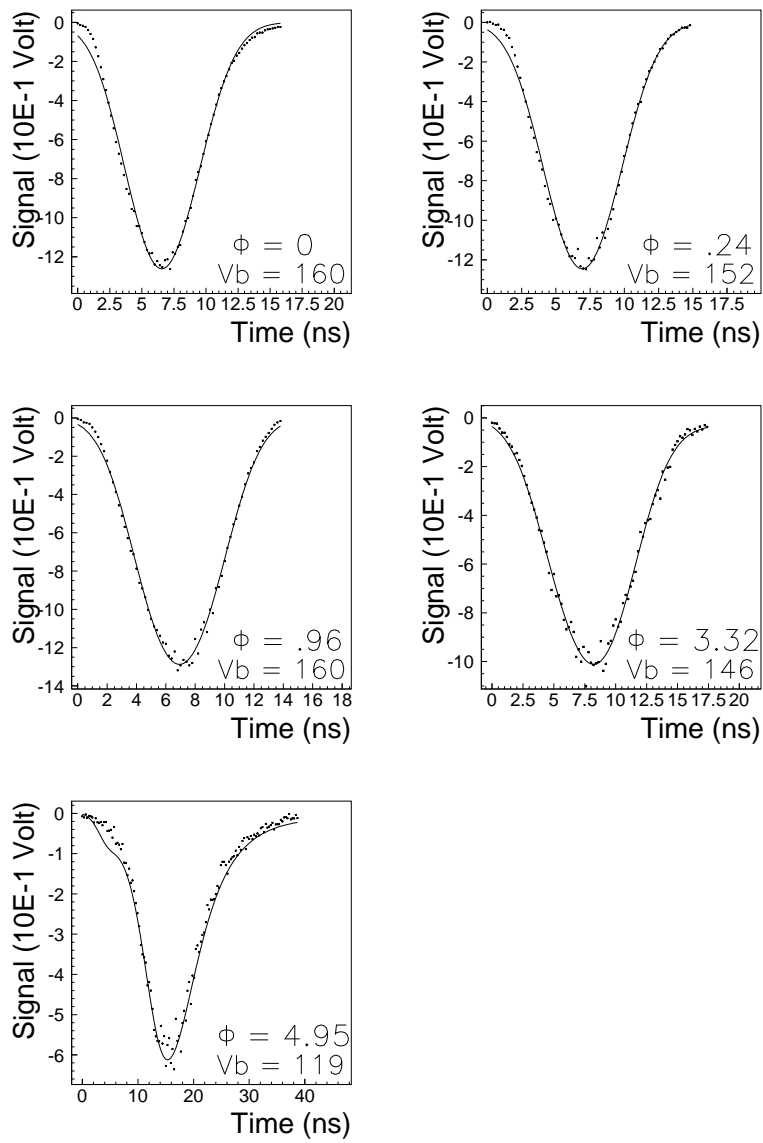 Signal (10E-1 Volt)
0
-2
-4
-6
-8
-10
-12
Φ = 0
Vb = 160
0 2.5 5 7.5 10 12.5 15 17.5 20
Time (ns)
Signal (10E-1 Volt)
0
-2
-4
-6
-8
-10
-12
Φ = .24
Vb = 152
0 2.5 5 7.5 10 12.5 15 17.5
Time (ns)
Signal (10E-1 Volt)
0
-2
-4
-6
-8
-10
-12
-14
Φ = .96
Vb = 160
0 2 4 6 8 10 12 14 16 18
Time (ns)
Signal (10E-1 Volt)
0
-2
-4
-6
-8
-10
Φ = 3.32
Vb = 146
0 2.5 5 7.5 10 12.5 15 17.5 20
Time (ns)
Signal (10E-1 Volt)
0
-1
-2
-3
-4
-5
-6
Φ = 4.95
Vb = 119
0 10 20 30 40
Time (ns)